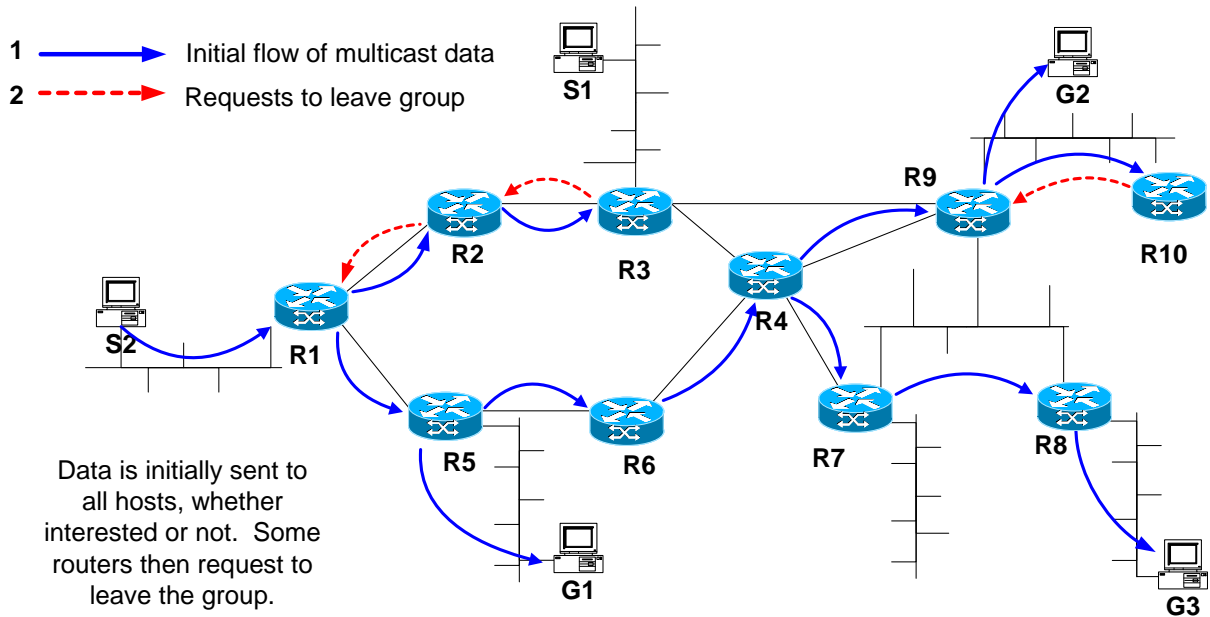 1 Initial flow of multicast data
2 Requests to leave group
S1
G2
R9
R2
R3
R10
S2
R1
R4
R5
R6
R7
R8
Data is initially sent to
all hosts, whether
interested or not. Some
routers then request to
leave the group.
G1
G3